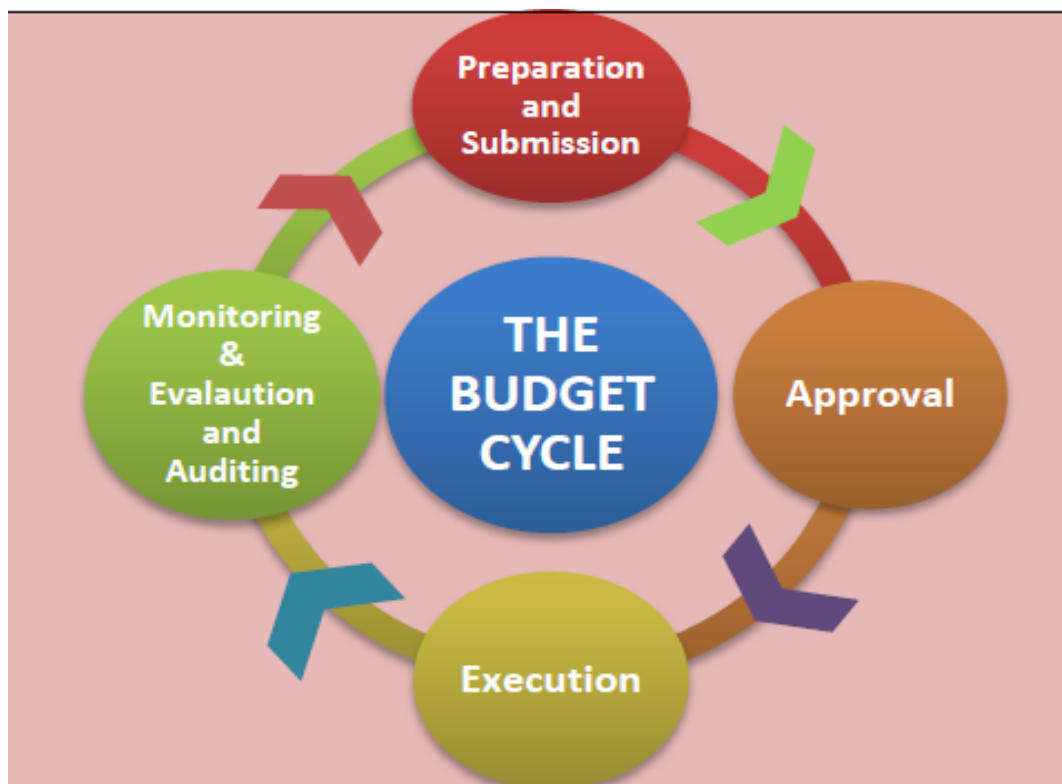 Preparation
and
Submission
Approval
Execution
Monitoring
&
Evalaution
and
Auditing
THE
BUDGET
CYCLE